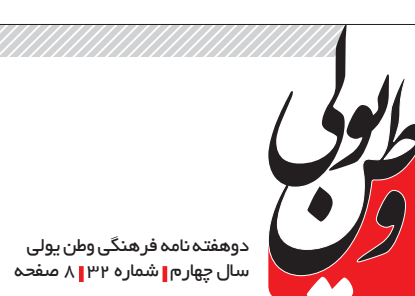 وطن یولی
دوهفته نامه فرهنگی وطن یولی
سال چهارم | شماره ۳۲ | ۸ صفحه